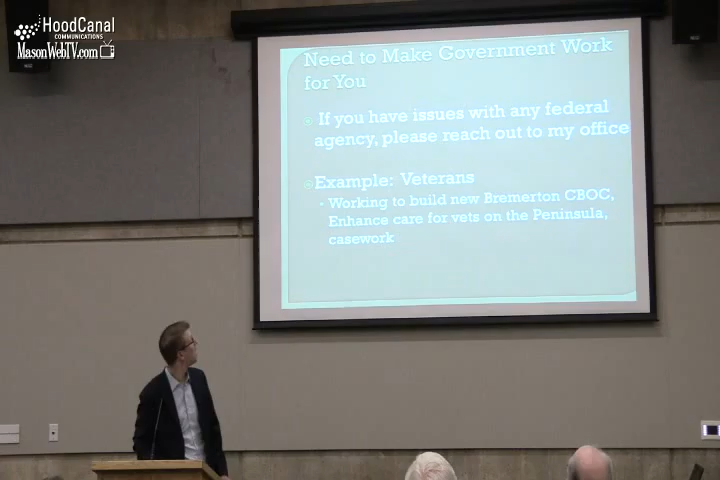 HoodCanal
COMMUNICATIONS
MasonWebTV.com
Need to Make Government Work
for You
If you have issues with any federal
agency, please reach out to my office
Example: Veterans
Working to build new Bremerton CBOC,
Enhance care for vets on the Peninsula,
casework